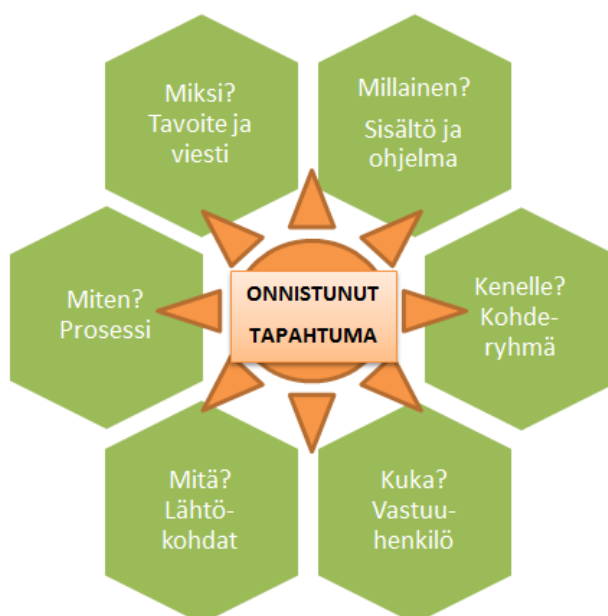 Miksi?
Tavoite ja
viesti
Millainen?
Sisältö ja
ohjelma
Miten?
Prosessi
ONNISTUNUT
TAPAHTUMA
Kenelle?
Kohde-
ryhmä
Mitä?
Lähtö-
kohdat
Kuka?
Vastuu-
henkilö